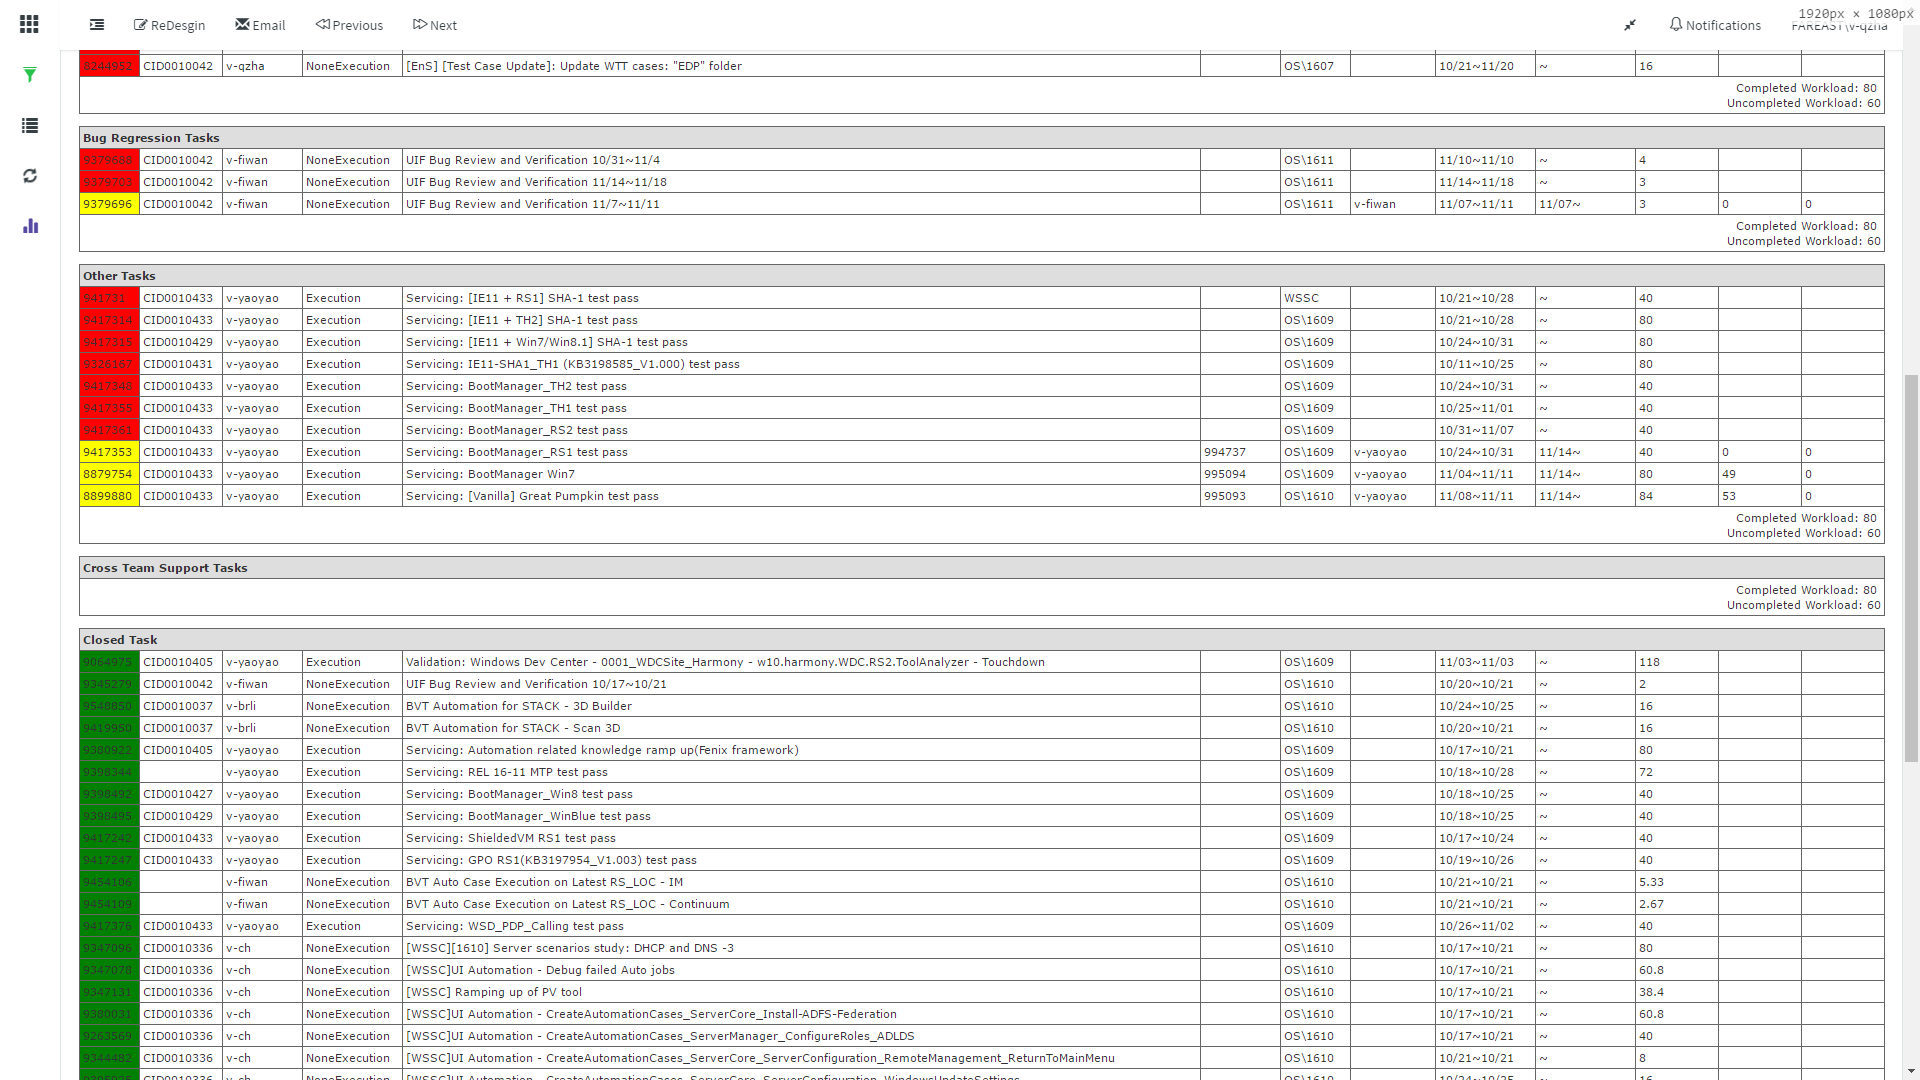 ReDesgin Email Previous Next Notifications FAREAST\v-qzha
1920px × 1080px
8244952 CID0010042 v-qzha NoneExecution [EnS] [Test Case Update]: Update WTT cases: "EDP" folder OS\1607 10/21~11/20 ~ 16
Completed Workload: 80
Uncompleted Workload: 60
Bug Regression Tasks
9379688 CID0010042 v-fiwan NoneExecution UIF Bug Review and Verification 10/31~11/4 OS\1611 11/10~11/10 ~ 4
9379703 CID0010042 v-fiwan NoneExecution UIF Bug Review and Verification 11/14~11/18 OS\1611 11/14~11/18 ~ 3
9379696 CID0010042 v-fiwan NoneExecution UIF Bug Review and Verification 11/7~11/11 OS\1611 v-fiwan 11/07~11/11 11/07~ 3 0 0
Completed Workload: 80
Uncompleted Workload: 60
Other Tasks
941731 CID0010433 v-yaoyao Execution Servicing: [IE11 + RS1] SHA-1 test pass WSSC 10/21~10/28 ~ 40
9417314 CID0010433 v-yaoyao Execution Servicing: [IE11 + TH2] SHA-1 test pass OS\1609 10/21~10/28 ~ 80
9417315 CID0010429 v-yaoyao Execution Servicing: [IE11 + Win7/Win8.1] SHA-1 test pass OS\1609 10/24~10/31 ~ 80
9326167 CID0010431 v-yaoyao Execution Servicing: IE11-SHA1_TH1 (KB3198585_V1.000) test pass OS\1609 10/11~10/25 ~ 80
9417348 CID0010433 v-yaoyao Execution Servicing: BootManager_TH2 test pass OS\1609 10/24~10/31 ~ 40
9417355 CID0010433 v-yaoyao Execution Servicing: BootManager_TH1 test pass OS\1609 10/25~11/01 ~ 40
9417361 CID0010433 v-yaoyao Execution Servicing: BootManager_RS2 test pass OS\1609 10/31~11/07 ~ 40
9417353 CID0010433 v-yaoyao Execution Servicing: BootManager_RS1 test pass 994737 OS\1609 v-yaoyao 10/24~10/31 11/14~ 40 0 0
8879754 CID0010433 v-yaoyao Execution Servicing: BootManager Win7 995094 OS\1609 v-yaoyao 11/04~11/11 11/14~ 80 49 0
8899880 CID0010433 v-yaoyao Execution Servicing: [Vanilla] Great Pumpkin test pass 995093 OS\1610 v-yaoyao 11/08~11/11 11/14~ 84 53 0
Completed Workload: 80
Uncompleted Workload: 60
Cross Team Support Tasks
Completed Workload: 80
Uncompleted Workload: 60
Closed Task
9064975 CID0010405 v-yaoyao Execution Validation: Windows Dev Center - 0001_WDCSite_Harmony - w10.harmony.WDC.RS2.ToolAnalyzer - Touchdown OS\1609 11/03~11/03 ~ 118
9345279 CID0010042 v-fiwan NoneExecution UIF Bug Review and Verification 10/17~10/21 OS\1610 10/20~10/21 ~ 2
9548850 CID0010037 v-brli NoneExecution BVT Automation for STACK - 3D Builder OS\1610 10/24~10/25 ~ 16
9419950 CID0010037 v-brli NoneExecution BVT Automation for STACK - Scan 3D OS\1610 10/20~10/21 ~ 16
9380922 CID0010405 v-yaoyao Execution Servicing: Automation related knowledge ramp up(Fenix framework) OS\1609 10/17~10/21 ~ 80
9398344 v-yaoyao Execution Servicing: REL 16-11 MTP test pass OS\1609 10/18~10/28 ~ 72
9398492 CID0010427 v-yaoyao Execution Servicing: BootManager_Win8 test pass OS\1609 10/18~10/25 ~ 40
9398495 CID0010429 v-yaoyao Execution Servicing: BootManager_WinBlue test pass OS\1609 10/18~10/25 ~ 40
9417242 CID0010433 v-yaoyao Execution Servicing: ShieldedVM RS1 test pass OS\1609 10/17~10/24 ~ 40
9417247 CID0010433 v-yaoyao Execution Servicing: GPO RS1(KB3197954_V1.003) test pass OS\1609 10/19~10/26 ~ 40
9454106 v-fiwan NoneExecution BVT Auto Case Execution on Latest RS_LOC - IM OS\1610 10/21~10/21 ~ 5.33
9454109 v-fiwan NoneExecution BVT Auto Case Execution on Latest RS_LOC - Continuum OS\1610 10/21~10/21 ~ 2.67
9417376 CID0010433 v-yaoyao Execution Servicing: WSD_PDP_Calling test pass OS\1609 10/26~11/02 ~ 40
9347096 CID0010336 v-ch NoneExecution [WSSC][1610] Server scenarios study: DHCP and DNS -3 OS\1610 10/17~10/21 ~ 80
9347078 CID0010336 v-ch NoneExecution [WSSC]UI Automation - Debug failed Auto jobs OS\1610 10/17~10/21 ~ 60.8
9347131 CID0010336 v-ch NoneExecution [WSSC] Ramping up of PV tool OS\1610 10/17~10/21 ~ 38.4
9380031 CID0010336 v-ch NoneExecution [WSSC]UI Automation - CreateAutomationCases_ServerCore_Install-ADFS-Federation OS\1610 10/17~10/21 ~ 60.8
9263569 CID0010336 v-ch NoneExecution [WSSC]UI Automation - CreateAutomationCases_ServerManager_ConfigureRoles_ADLDS OS\1610 10/17~10/21 ~ 40
9344482 CID0010336 v-ch NoneExecution [WSSC]UI Automation - CreateAutomationCases_ServerCore_ServerConfiguration_RemoteManagement_ReturnToMainMenu OS\1610 10/21~10/21 ~ 8
CID0010336 v-ch NoneExecution [WSSC]UI Automation - CreateAutomationCases_ServerCore_ServerConfiguration_WindowsUpdateSettings OS\1610 10/24~10/25 ~ 16